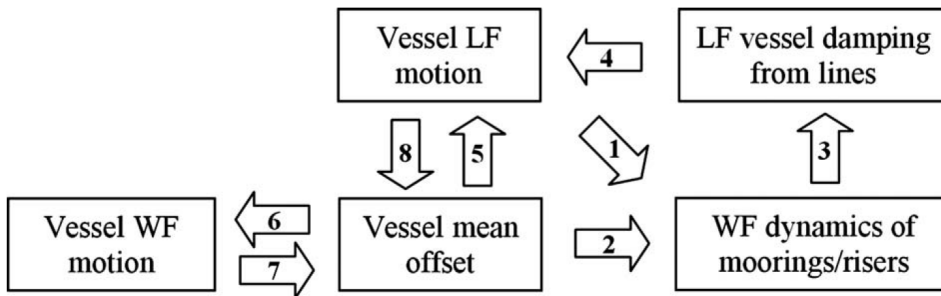 Vessel LF
motion
4
LF vessel damping
from lines
8
5
1
3
Vessel WF
motion
6
7
Vessel mean
offset
2
WF dynamics of
moorings/risers